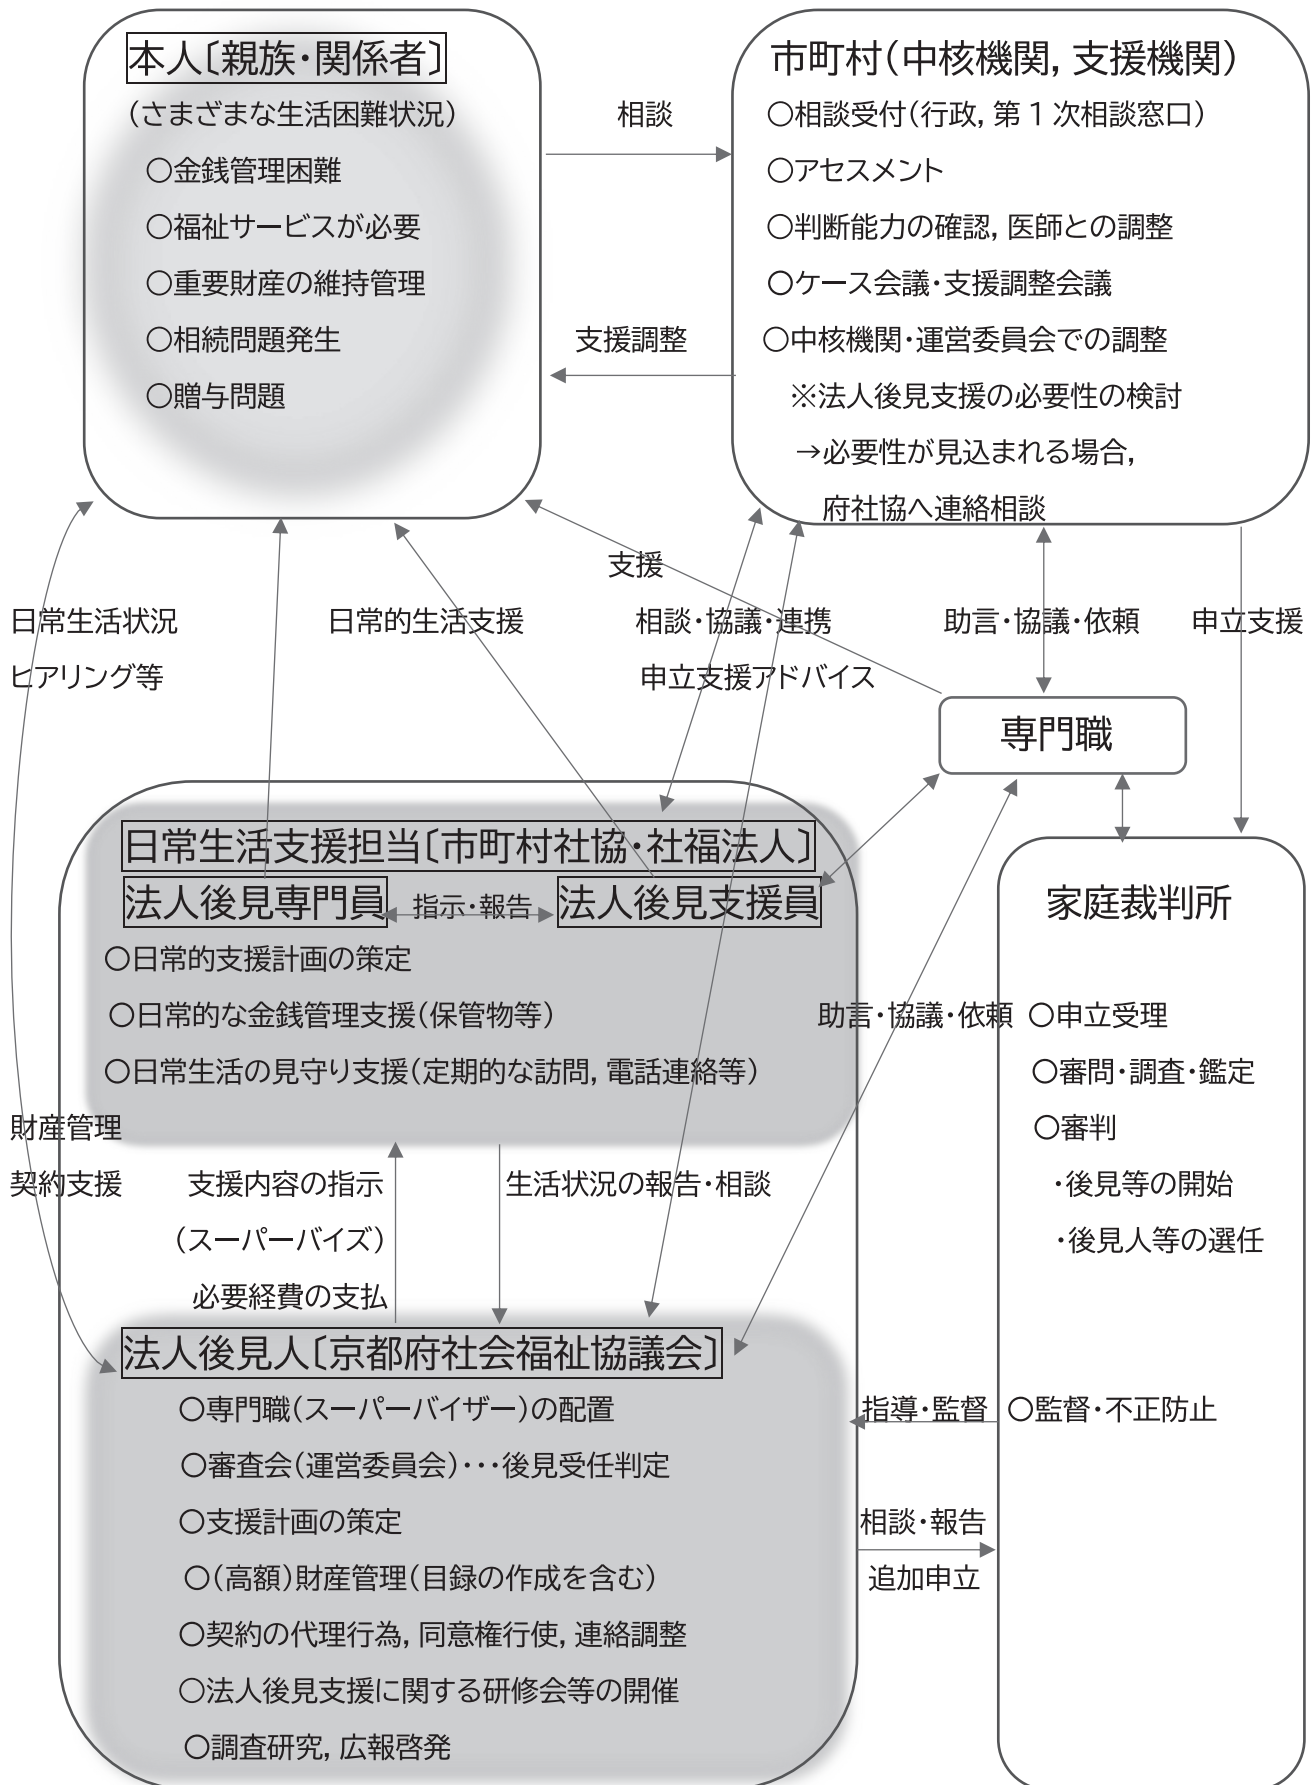 本人〔親族・関係者〕
(さまざまな生活困難状況)
○金銭管理困難
○福祉サービスが必要
○重要財産の維持管理
○相続問題発生
○贈与問題
相談
支援調整
市町村(中核機関，支援機関)
○相談受付(行政，第１次相談窓口)
○アセスメント
○判断能力の確認，医師との調整
○ケース会議・支援調整会議
○中核機関・運営委員会での調整
※法人後見支援の必要性の検討
→必要性が見込まれる場合，
府社協へ連絡相談
日常生活状況
ヒアリング等
日常的生活支援
支援
相談・協議・連携
申立支援アドバイス
助言・協議・依頼
申立支援
専門職
日常生活支援担当〔市町村社協・社福法人〕
法人後見専門員
指示・報告
法人後見支援員
○日常的支援計画の策定
○日常的な金銭管理支援(保管物等)
○日常生活の見守り支援(定期的な訪問，電話連絡等)
助言・協議・依頼
財産管理
契約支援
支援内容の指示
(スーパーバイズ)
必要経費の支払
生活状況の報告・相談
法人後見人〔京都府社会福祉協議会〕
○専門職(スーパーバイザー)の配置
○審査会(運営委員会)・・・後見受任判定
○支援計画の策定
○(高額)財産管理(目録の作成を含む)
○契約の代理行為，同意権行使，連絡調整
○法人後見支援に関する研修会等の開催
○調査研究，広報啓発
指導・監督
相談・報告
追加申立
家庭裁判所
○申立受理
○審問・調査・鑑定
○審判
・後見等の開始
・後見人等の選任
○監督・不正防止